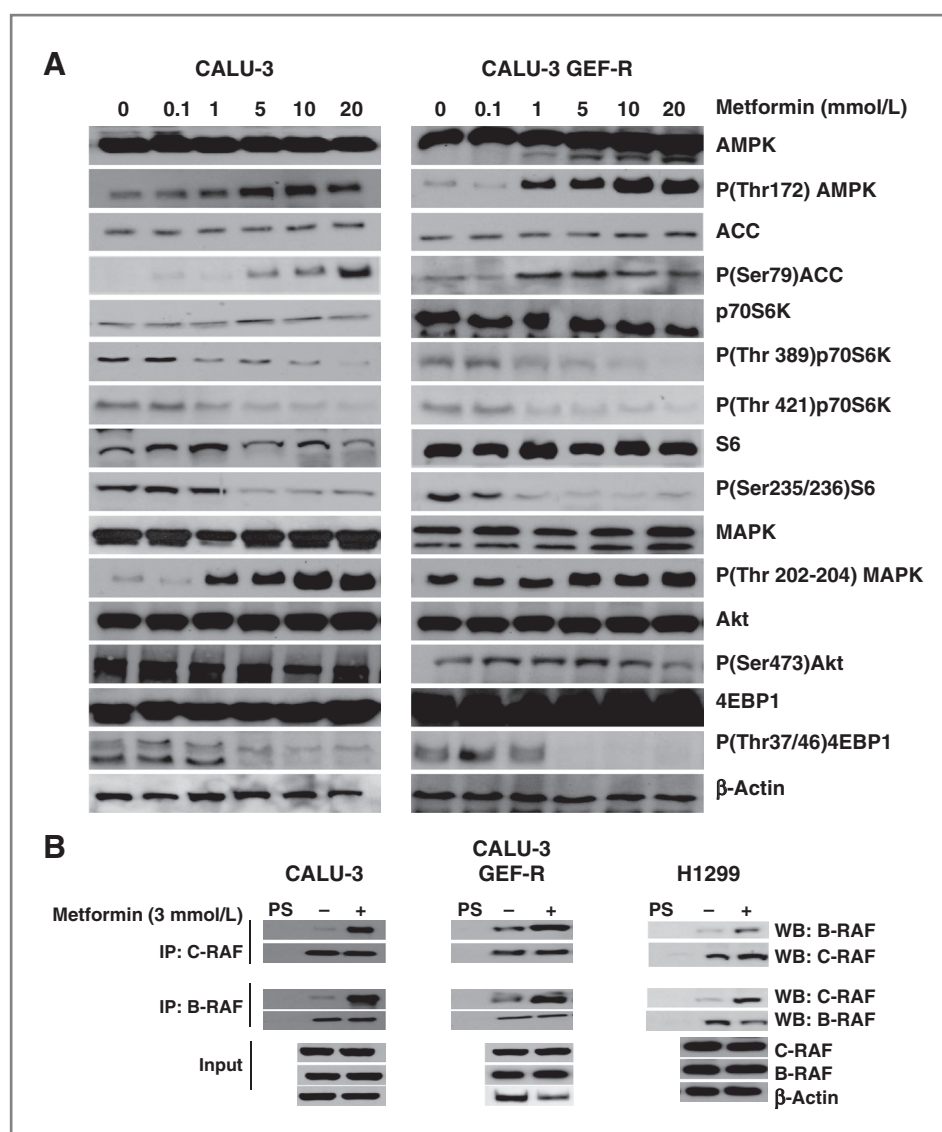 A
CALU-3 CALU-3 GEF-R
0 0.1 1 5 10 20 0 0.1 1 5 10 20 Metformin (mmol/L)
AMPK
P(Thr172) AMPK
ACC
P(Ser79)ACC
p70S6K
P(Thr 389)p70S6K
P(Thr 421)p70S6K
S6
P(Ser235/236)S6
MAPK
P(Thr 202-204) MAPK
Akt
P(Ser473)Akt
4EBP1
P(Thr37/46)4EBP1
β-Actin
B
CALU-3 CALU-3 GEF-R H1299
Metformin (3 mmol/L) PS – + PS – + PS – +
IP: C-RAF WB: B-RAF
WB: C-RAF
IP: B-RAF WB: C-RAF
WB: B-RAF
Input C-RAF
B-RAF
β-Actin